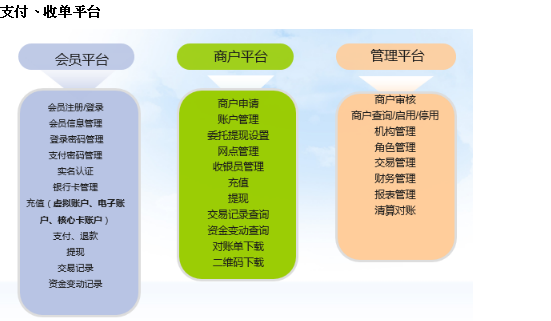 支付、收单平台
会员平台
会员注册/登录
会员信息管理
登录密码管理
支付密码管理
实名认证
银行卡管理
充值（虚拟账户、电子账
户、核心卡账户）
支付、退款
提现
交易记录
资金变动记录
商户平台
商户申请
账户管理
委托提现设置
网点管理
收银员管理
充值
提现
交易记录查询
资金变动查询
对账单下载
二维码下载
管理平台
商户审核
商户查询/启用/停用
机构管理
角色管理
交易管理
财务管理
报表管理
清算对账